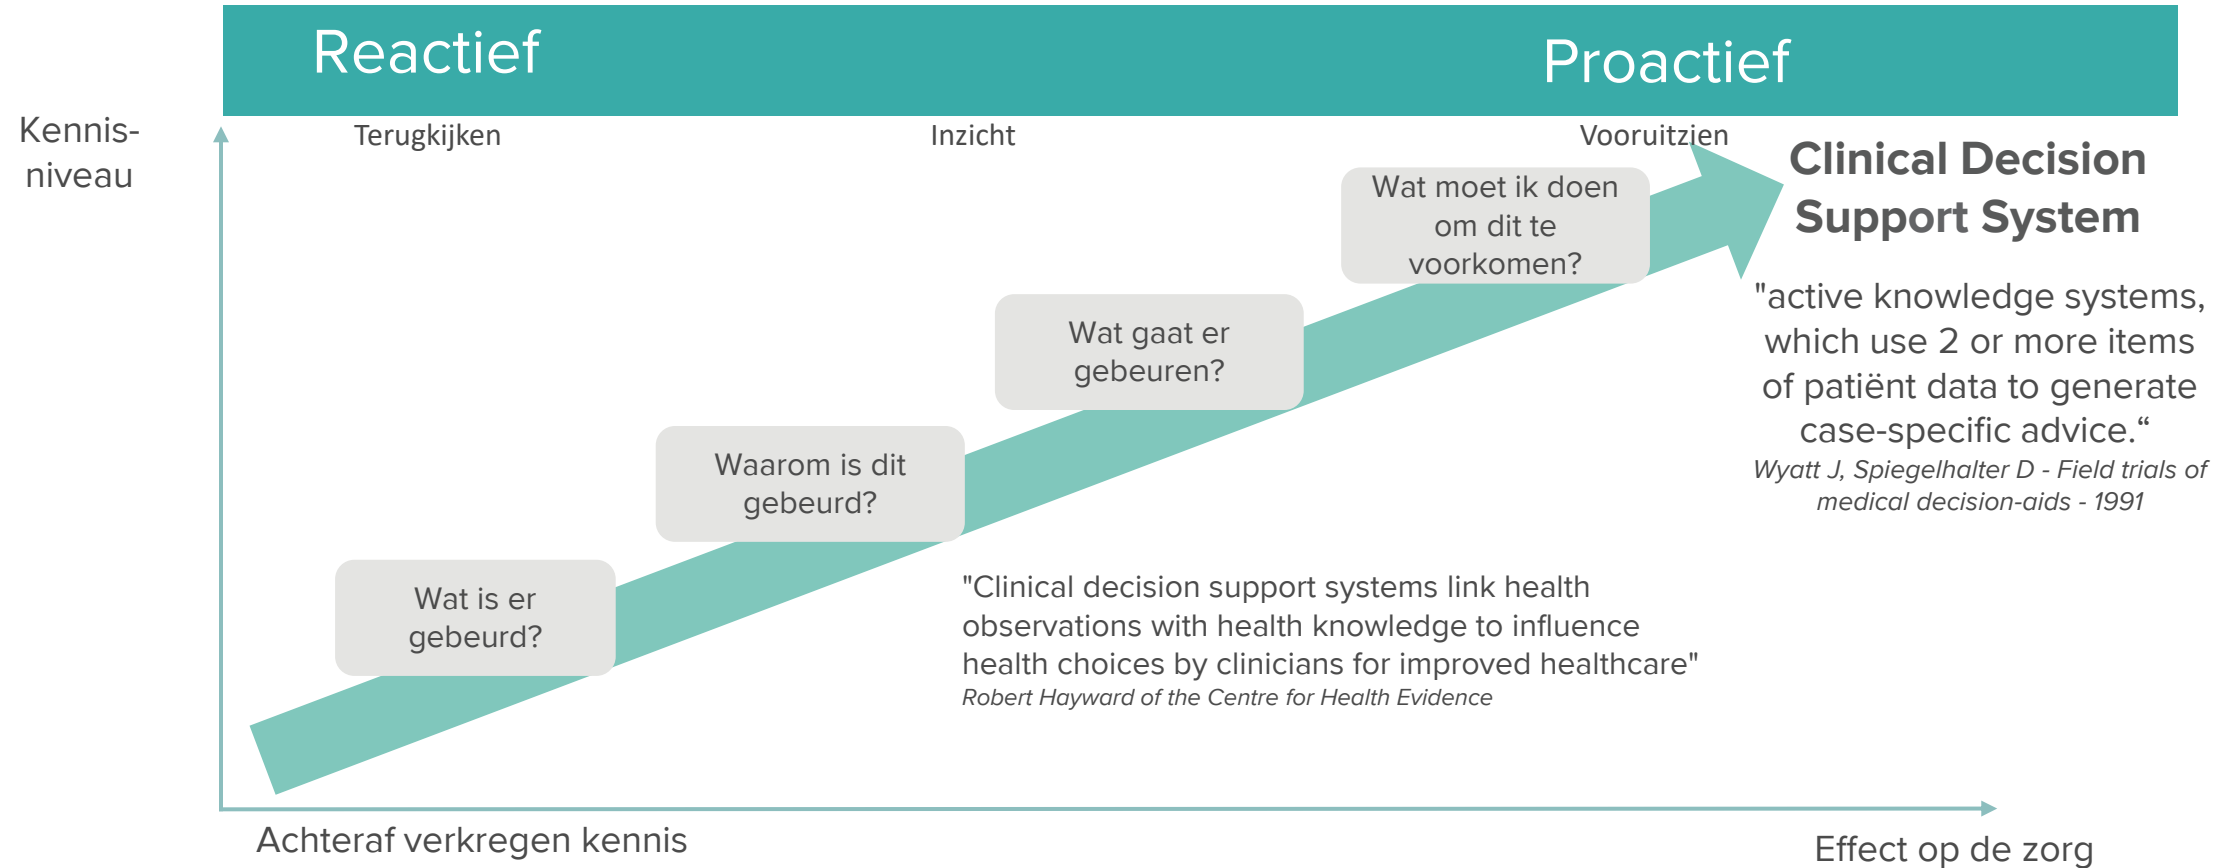 Reactief
Proactief
Kennis-
niveau
Terugkijken
Inzicht
Vooruitzien
Clinical Decision
Support System
Wat moet ik doen
om dit te
voorkomen?
"active knowledge systems,
which use 2 or more items
of patiënt data to generate
case-specific advice.“
Wyatt J, Spiegelhalter D - Field trials of
medical decision-aids - 1991
Wat gaat er
gebeuren?
Waarom is dit
gebeurd?
Wat is er
gebeurd?
"Clinical decision support systems link health
observations with health knowledge to influence
health choices by clinicians for improved healthcare"
Robert Hayward of the Centre for Health Evidence
Achteraf verkregen kennis
Effect op de zorg